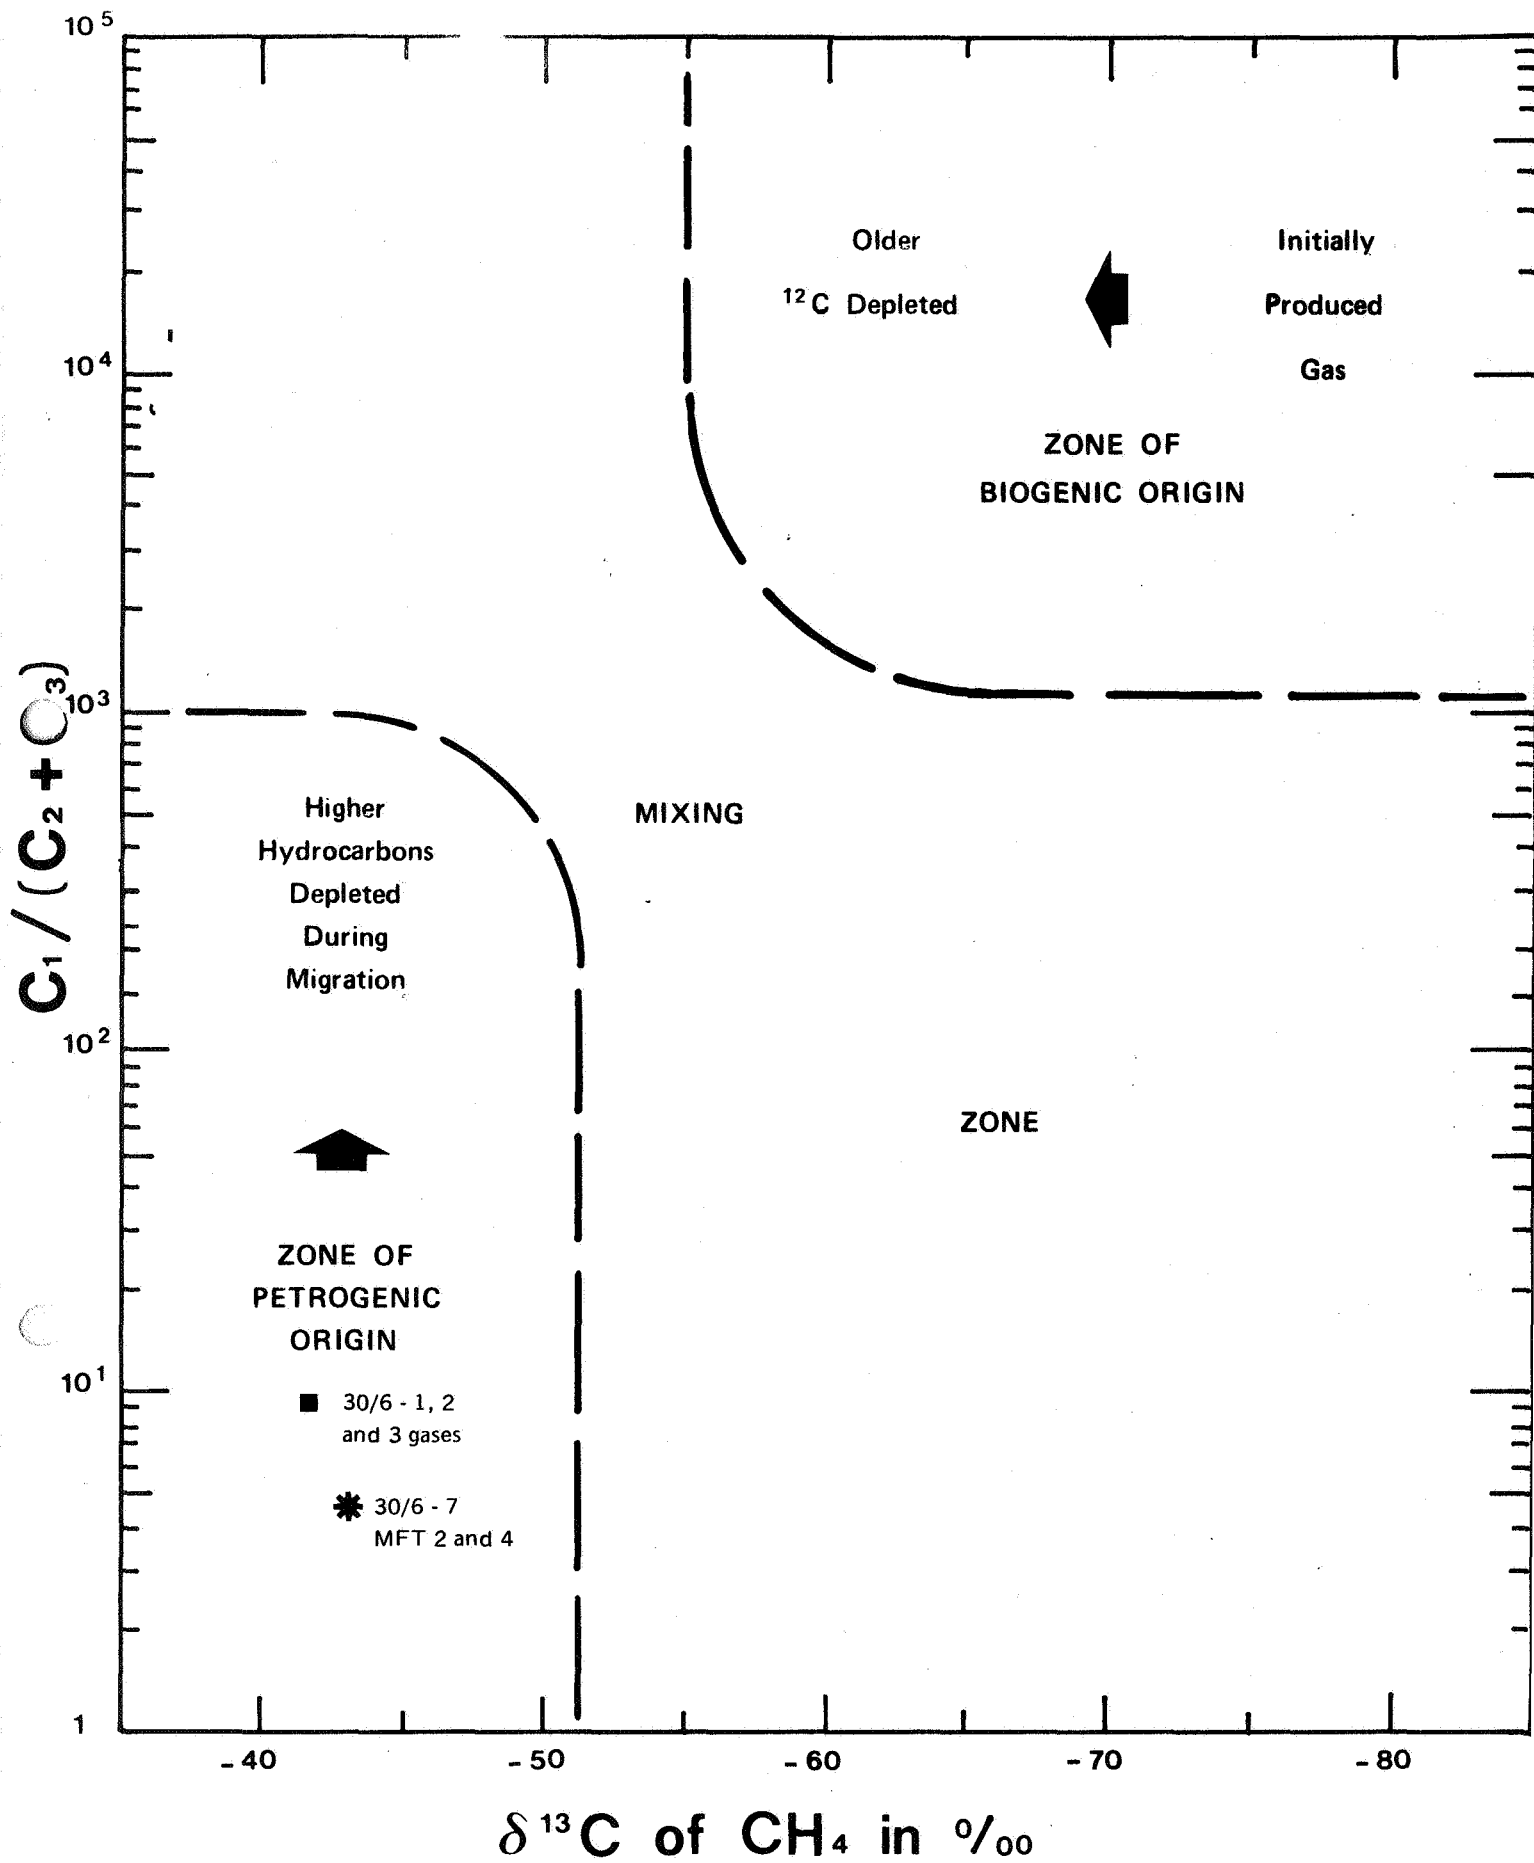 10⁵
10⁴
10³
10²
10¹
1
C₁/(C₂ + C₃)
Older
¹²C Depleted
Initially
Produced
Gas
ZONE OF
BIOGENIC ORIGIN
Higher
Hydrocarbons
Depleted
During
Migration
MIXING
ZONE
ZONE OF
PETROGENIC
ORIGIN
30/6 - 1, 2
and 3 gases
30/6 - 7
MFT 2 and 4
-40 -50 -60 -70 -80
δ ¹³C of CH₄ in ‰